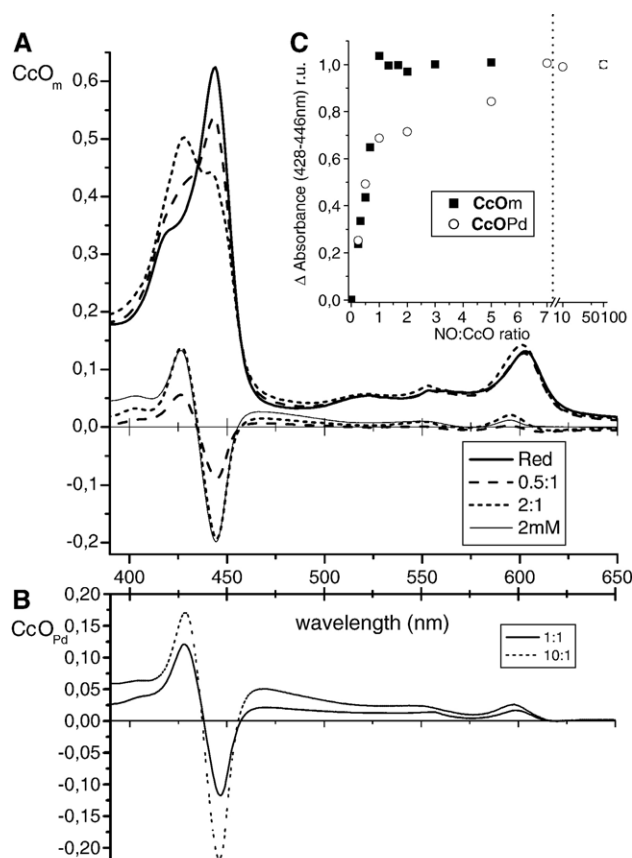 A
CcOm
0,6
0,5
0,4
0,3
0,2
0,1
0,0
-0,1
-0,2
400 450 500 550 600 650
Red
0.5:1
2:1
2mM
C
Δ Absorbance (428-446nm) r.u.
1,0
0,8
0,6
0,4
0,2
0,0
CcOm
CcOPd
0 1 2 3 4 5 6 7 10 50 100
NO:CcO ratio
B
CcOPd
0,20
0,15
0,10
0,05
0,00
-0,05
-0,10
-0,15
-0,20
wavelength (nm)
1:1
10:1